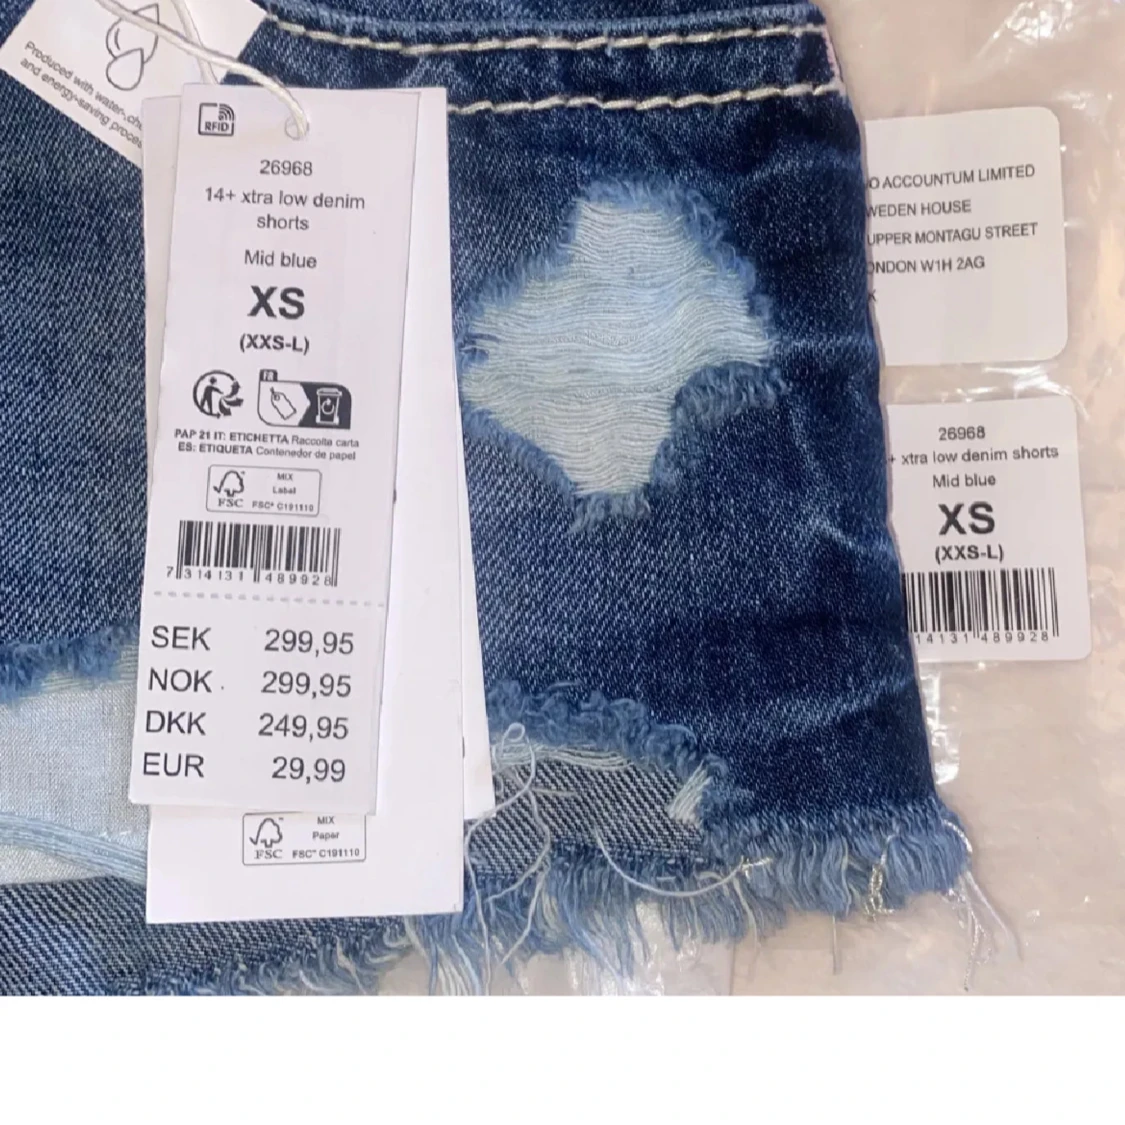 Produced with water-, ch
and energy-saving proce
RFID
26968
14+ xtra low denim
shorts
Mid blue
XS
(XXS-L)
FR
PAP 21 IT: ETICHETTA Raccolta carta
ES: ETIQUETA Contenedor de papel
FSC
MIX
Label
FSC® C191110
7 314131 489928
SEK 299,95
NOK 299,95
DKK 249,95
EUR 29,99
FSC
MIX
Paper
FSC® C191110
O ACCOUNTUM LIMITED
WEDEN HOUSE
UPPER MONTAGU STREET
ONDON W1H 2AG
K
26968
+ xtra low denim shorts
Mid blue
XS
(XXS-L)
14131 489928